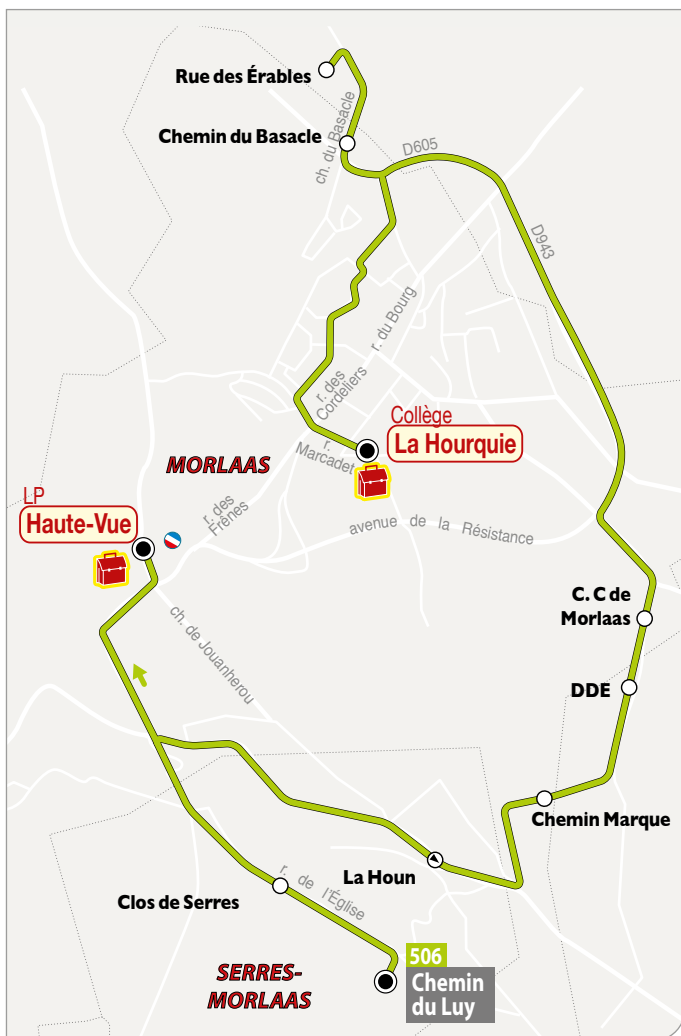 Rue des Érables
Chemin du Basacle
ch. du Basacle
D605
D943
r. du Bourg
r. des
Cordeliers
Collège
La Hourquie
r.
Marcadet
MORLAAS
LP
Haute-Vue
r. des
Frênes
avenue de la Résistance
C. C de
Morlaas
ch. de Jouanherou
DDE
Chemin Marque
La Houn
Clos de Serres
r. de l'Église
506
Chemin
du Luy
SERRES-
MORLAAS